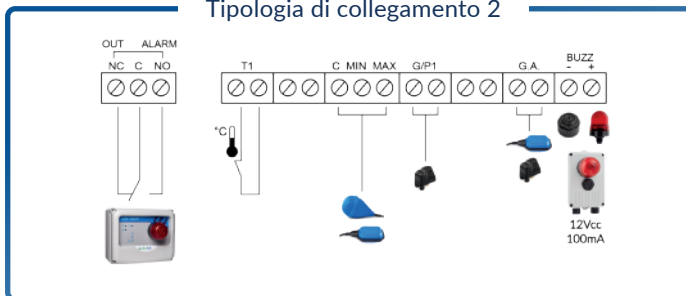 Tipologia di collegamento 2
OUT ALARM
NC C NO
T1
C MIN MAX
G/P1
G.A.
BUZZ
- +
°C
12Vcc
100mA